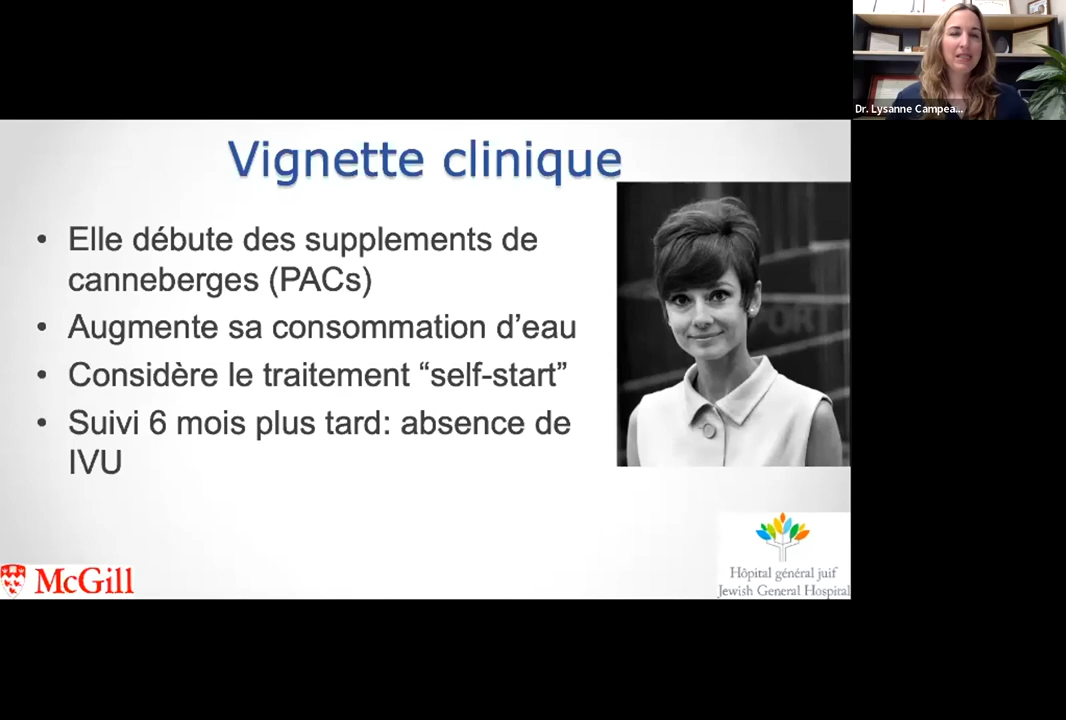 Dr. Lysanne Campea...
Vignette clinique
• Elle débute des supplements de
canneberges (PACs)
• Augmente sa consommation d’eau
• Considère le traitement “self-start”
• Suivi 6 mois plus tard: absence de
IVU
PORT
McGill
Hôpital général juif
Jewish General Hospital